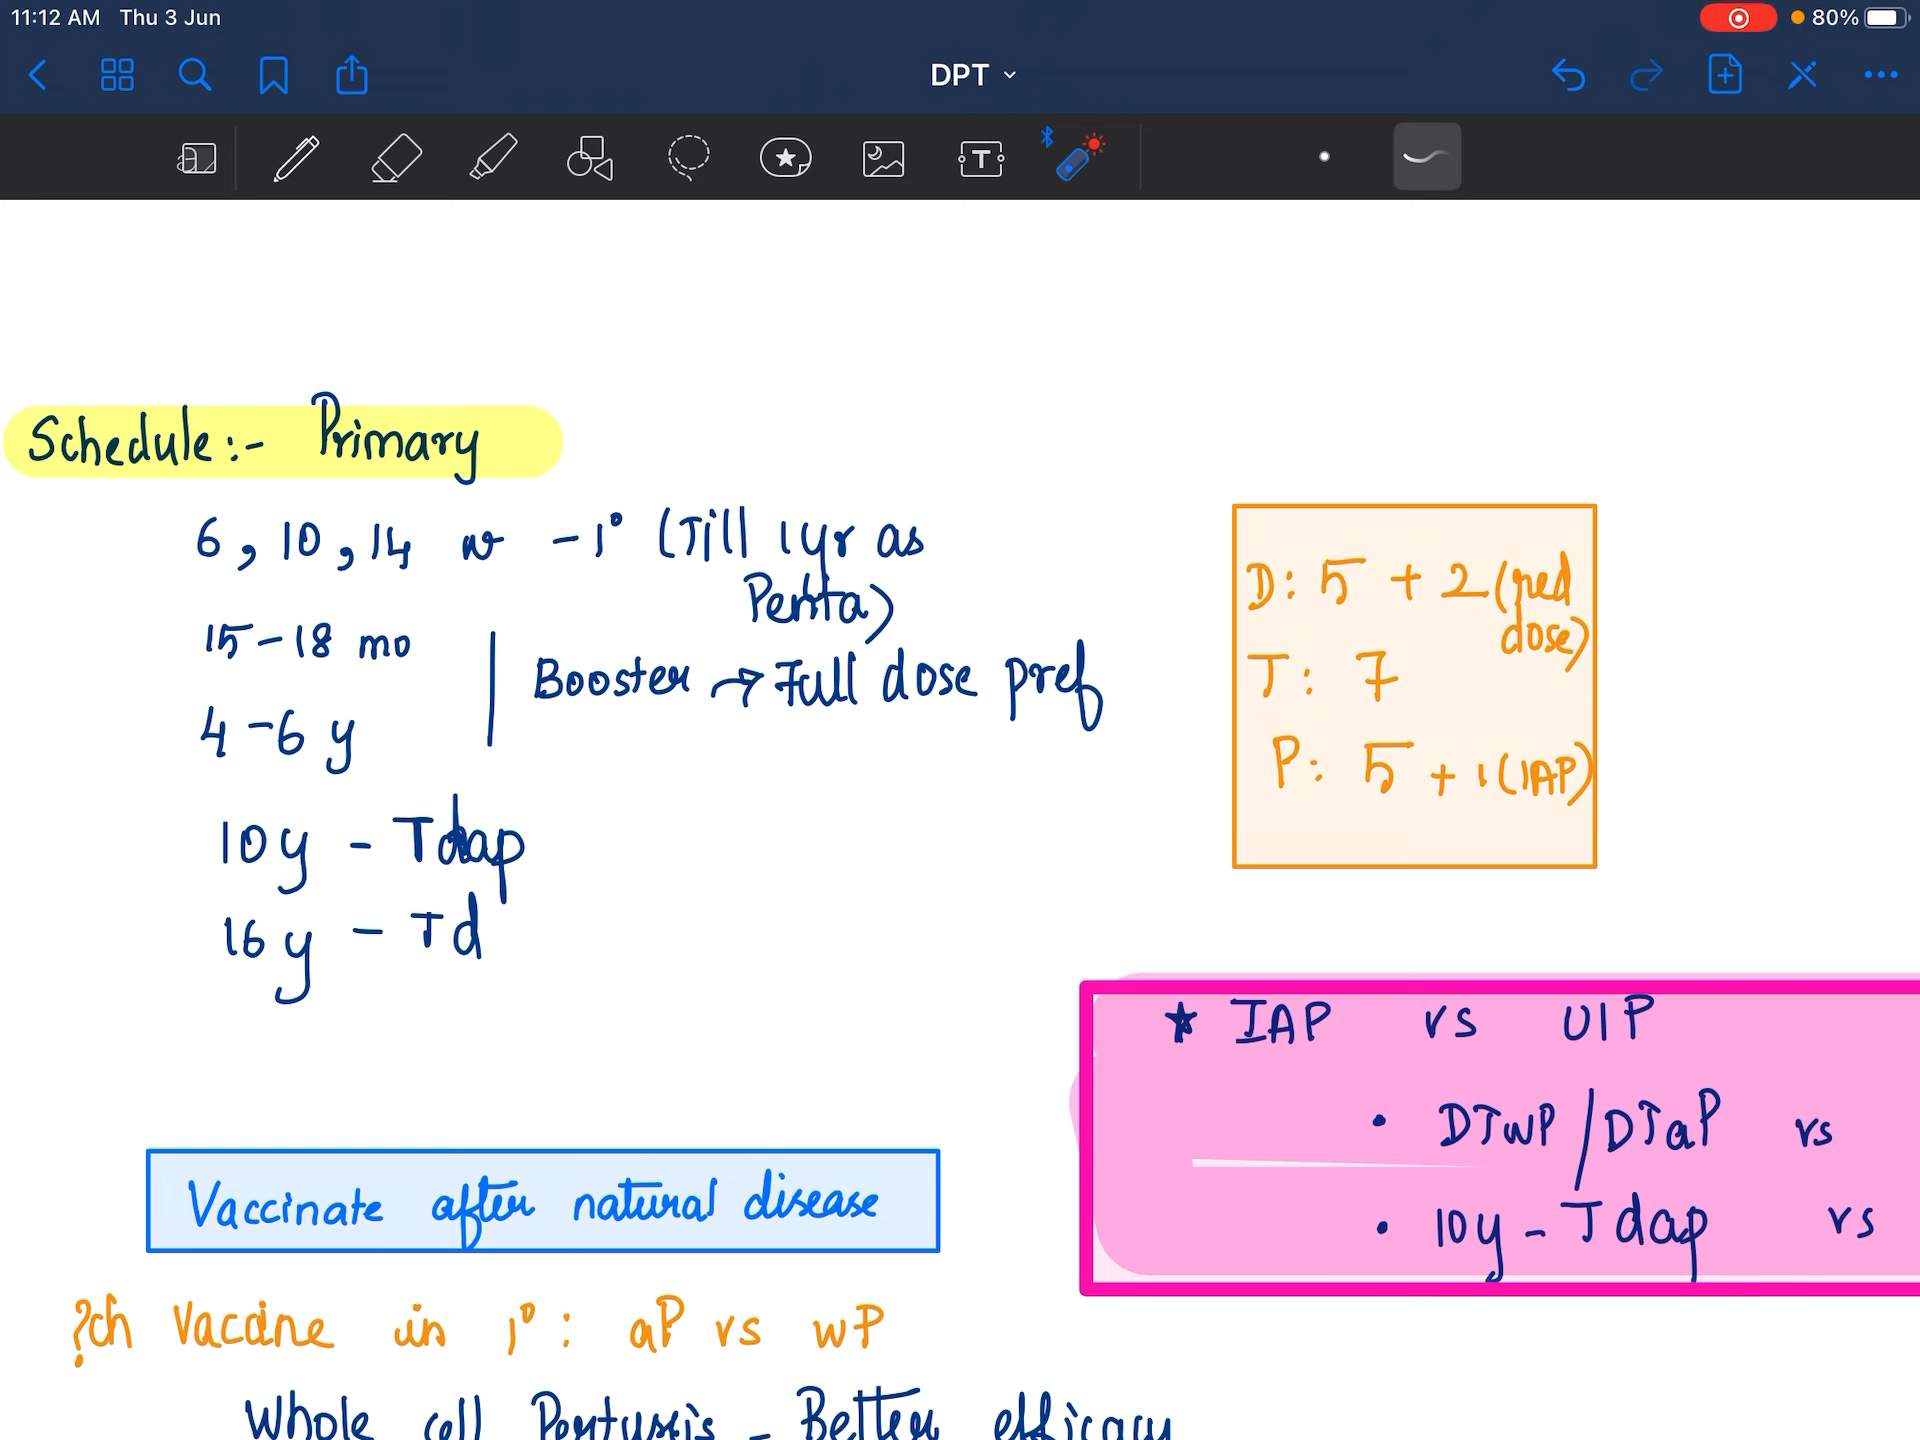 11:12 AM Thu 3 Jun
80%
DPT
Schedule:- Primary
6, 10, 14 w - 1° (Till 1yr as
Penta)
15-18 mo
Booster → Full dose pref
4-6 y
10y - Tdap
16y - Td
D: 5 + 2 (red
dose)
T: 7
P: 5 + 1 (IAP)
★ IAP vs UIP
• DTwP/DTaP vs
• 10y - Tdap vs
Vaccinate after natural disease
?ch Vaccine in 1°: aP vs wP
Whole cell Pertussis - Better efficacy